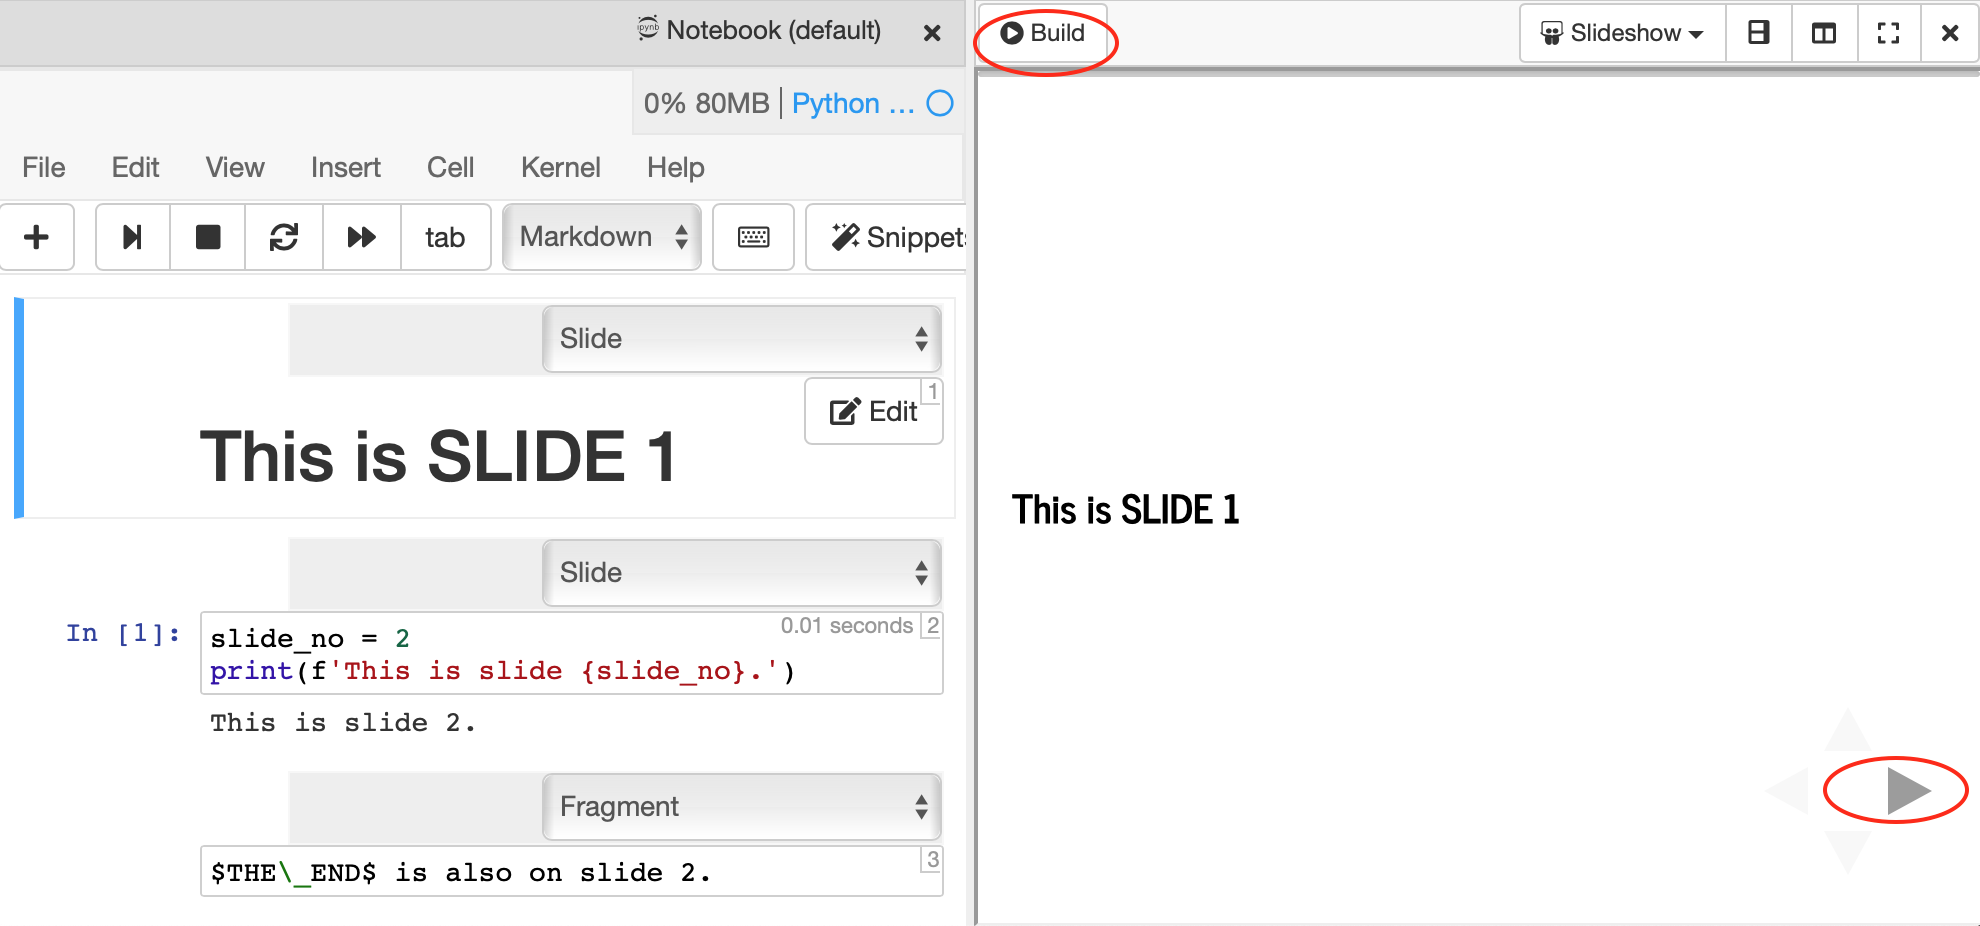 Notebook (default)
0% 80MB | Python ...
File Edit View Insert Cell Kernel Help
tab Markdown Snippets
Slide
Edit 1
This is SLIDE 1
Slide
In [1]: slide_no = 2 0.01 seconds 2
print(f'This is slide {slide_no}.')
This is slide 2.
Fragment
$THE\_END$ is also on slide 2. 3
Build Slideshow
This is SLIDE 1